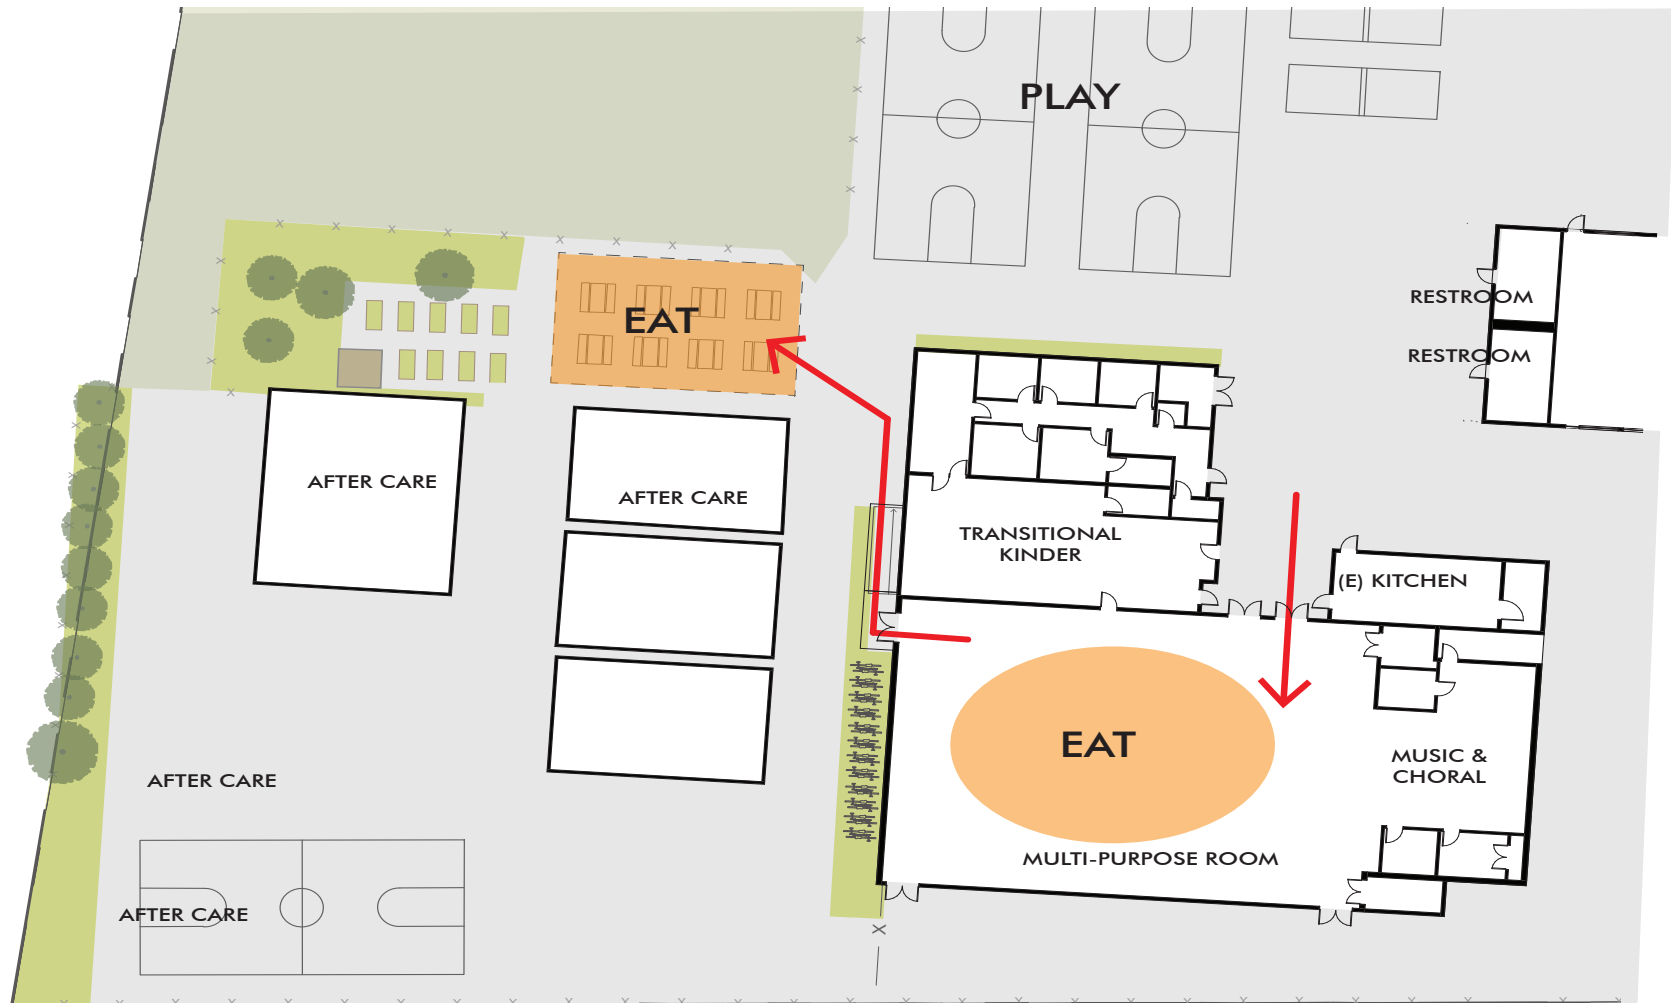 PLAY
RESTROOM
EAT
RESTROOM
AFTER CARE
AFTER CARE
TRANSITIONAL
KINDER
(E) KITCHEN
EAT
MUSIC &
CHORAL
AFTER CARE
MULTI-PURPOSE ROOM
AFTER CARE